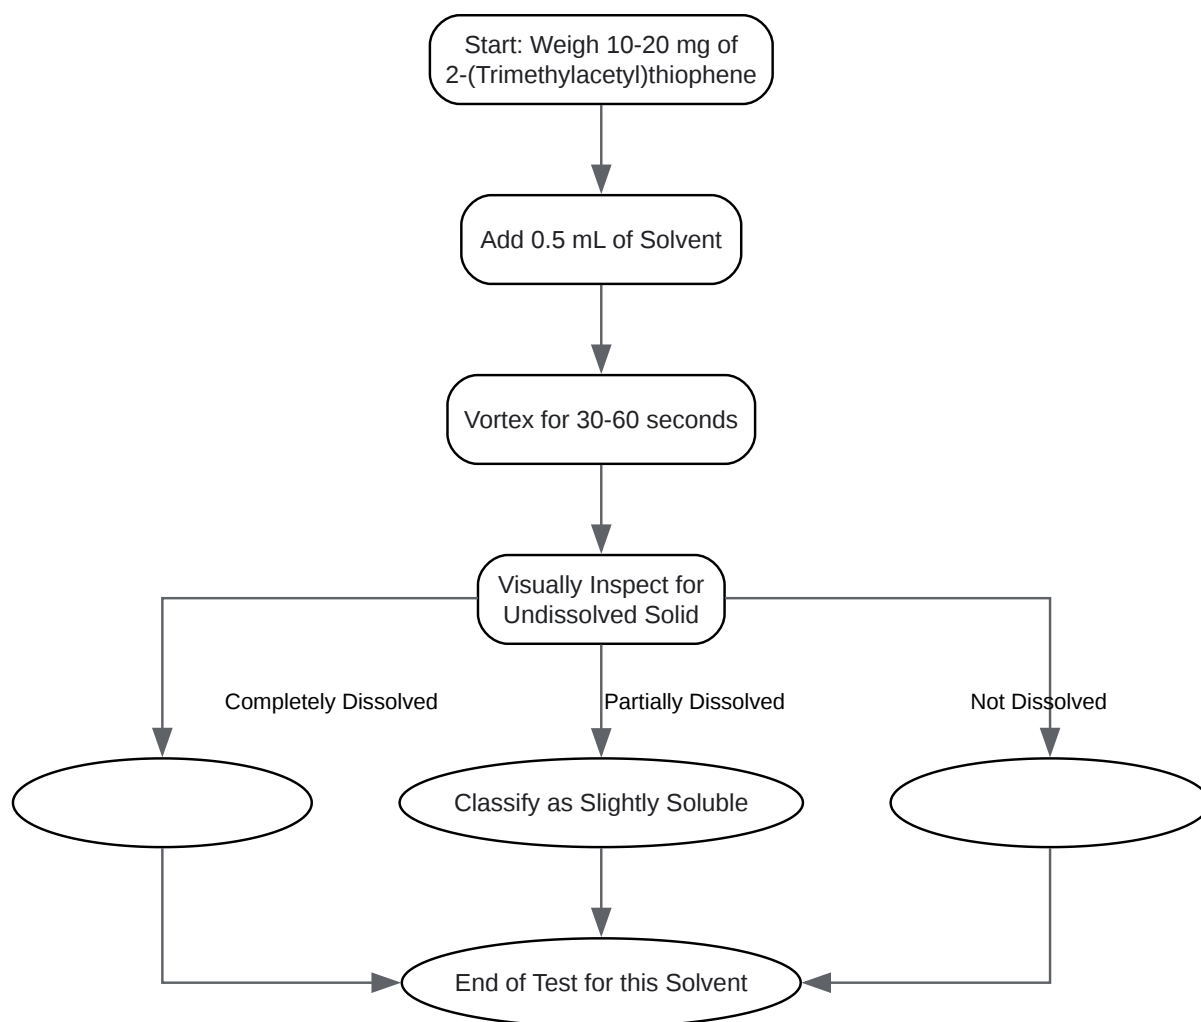 Start: Weigh 10-20 mg of
2-(Trimethylacetyl)thiophene
Add 0.5 mL of Solvent
Vortex for 30-60 seconds
Visually Inspect for
Undissolved Solid
Completely Dissolved
Partially Dissolved
Not Dissolved
Classify as Slightly Soluble
End of Test for this Solvent